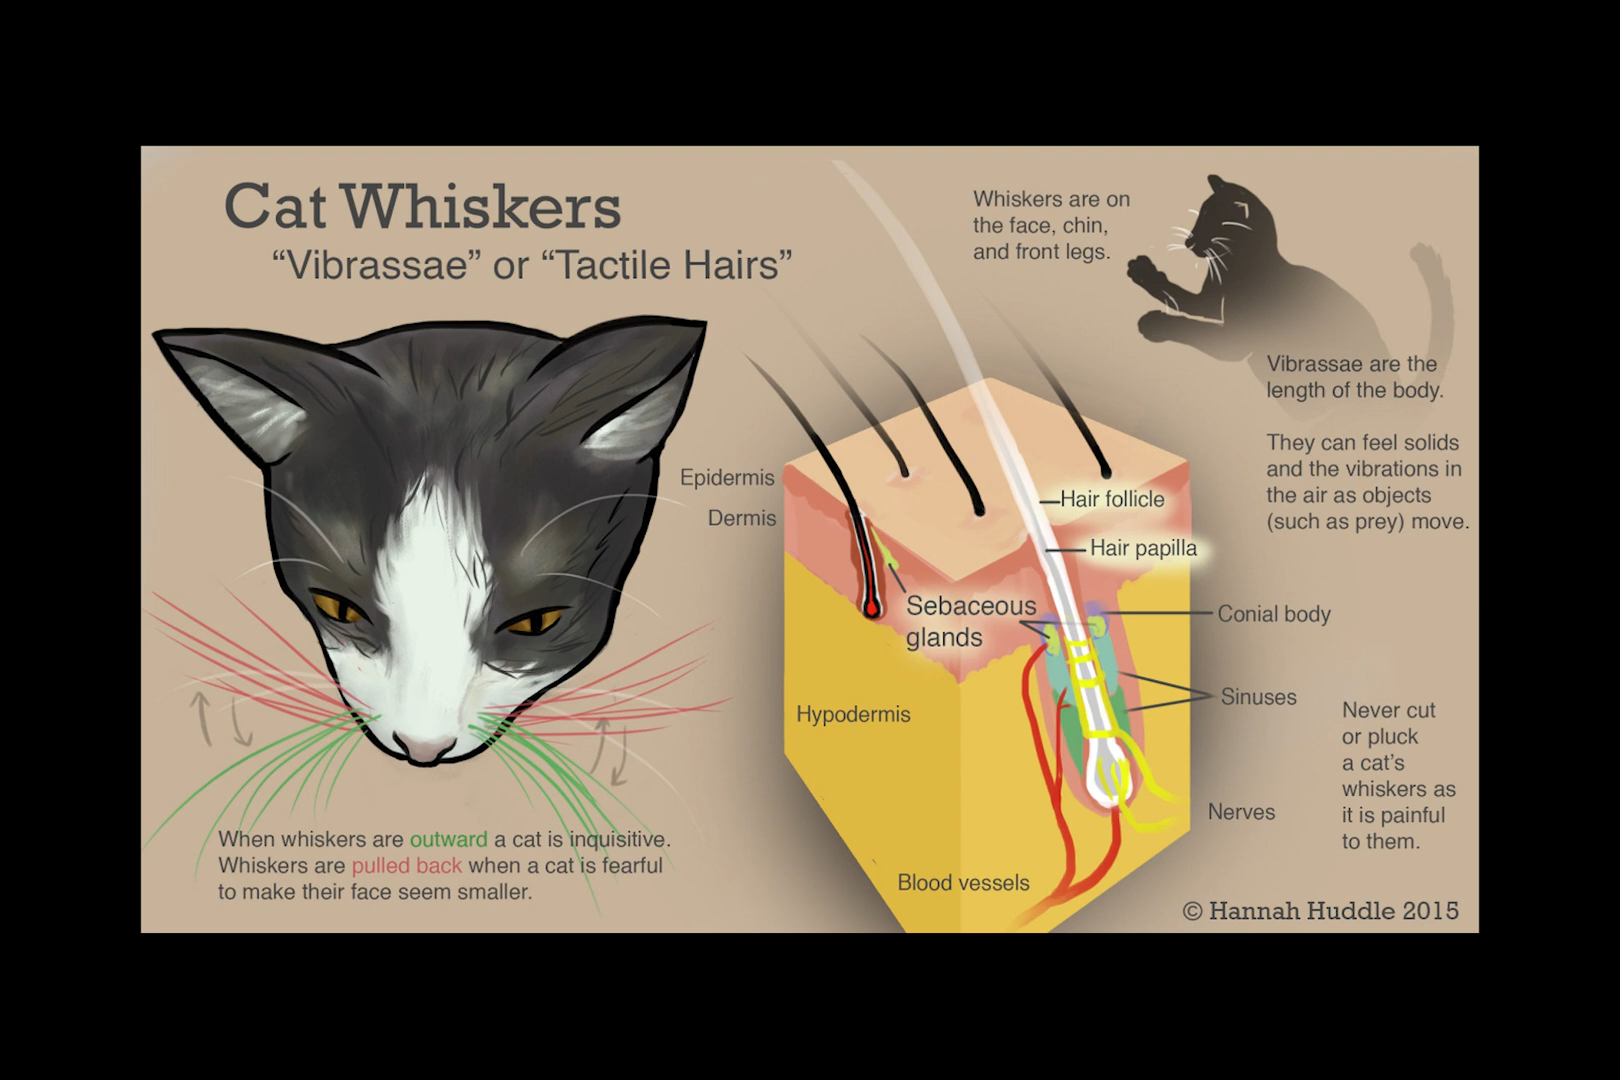 Cat Whiskers
“Vibrassae” or “Tactile Hairs”
Whiskers are on
the face, chin,
and front legs.
Vibrassae are the
length of the body.
They can feel solids
and the vibrations in
the air as objects
(such as prey) move.
Epidermis
Dermis
Hair follicle
Hair papilla
Sebaceous
glands
Conial body
Sinuses
Hypodermis
Nerves
Blood vessels
Never cut
or pluck
a cat’s
whiskers as
it is painful
to them.
When whiskers are outward a cat is inquisitive.
Whiskers are pulled back when a cat is fearful
to make their face seem smaller.
© Hannah Huddle 2015